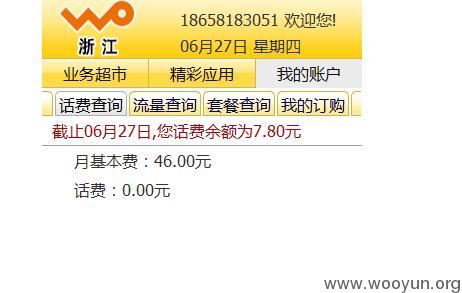 wo
18658183051 欢迎您!
浙江
06月27日 星期四
业务超市 精彩应用 我的账户
话费查询 流量查询 套餐查询 我的订购
截止06月27日,您话费余额为7.80元
月基本费：46.00元
话费：0.00元
www.wooyun.org